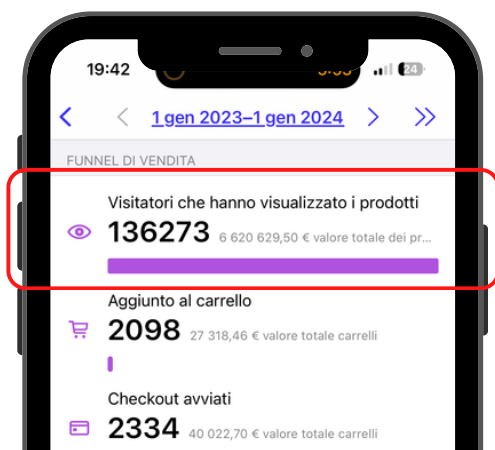 19:42
24
1 gen 2023–1 gen 2024
FUNNEL DI VENDITA
Visitatori che hanno visualizzato i prodotti
136273 6 620 629,50 € valore totale dei pr...
Aggiunto al carrello
2098 27 318,46 € valore totale carrelli
Checkout avviati
2334 40 022,70 € valore totale carrelli